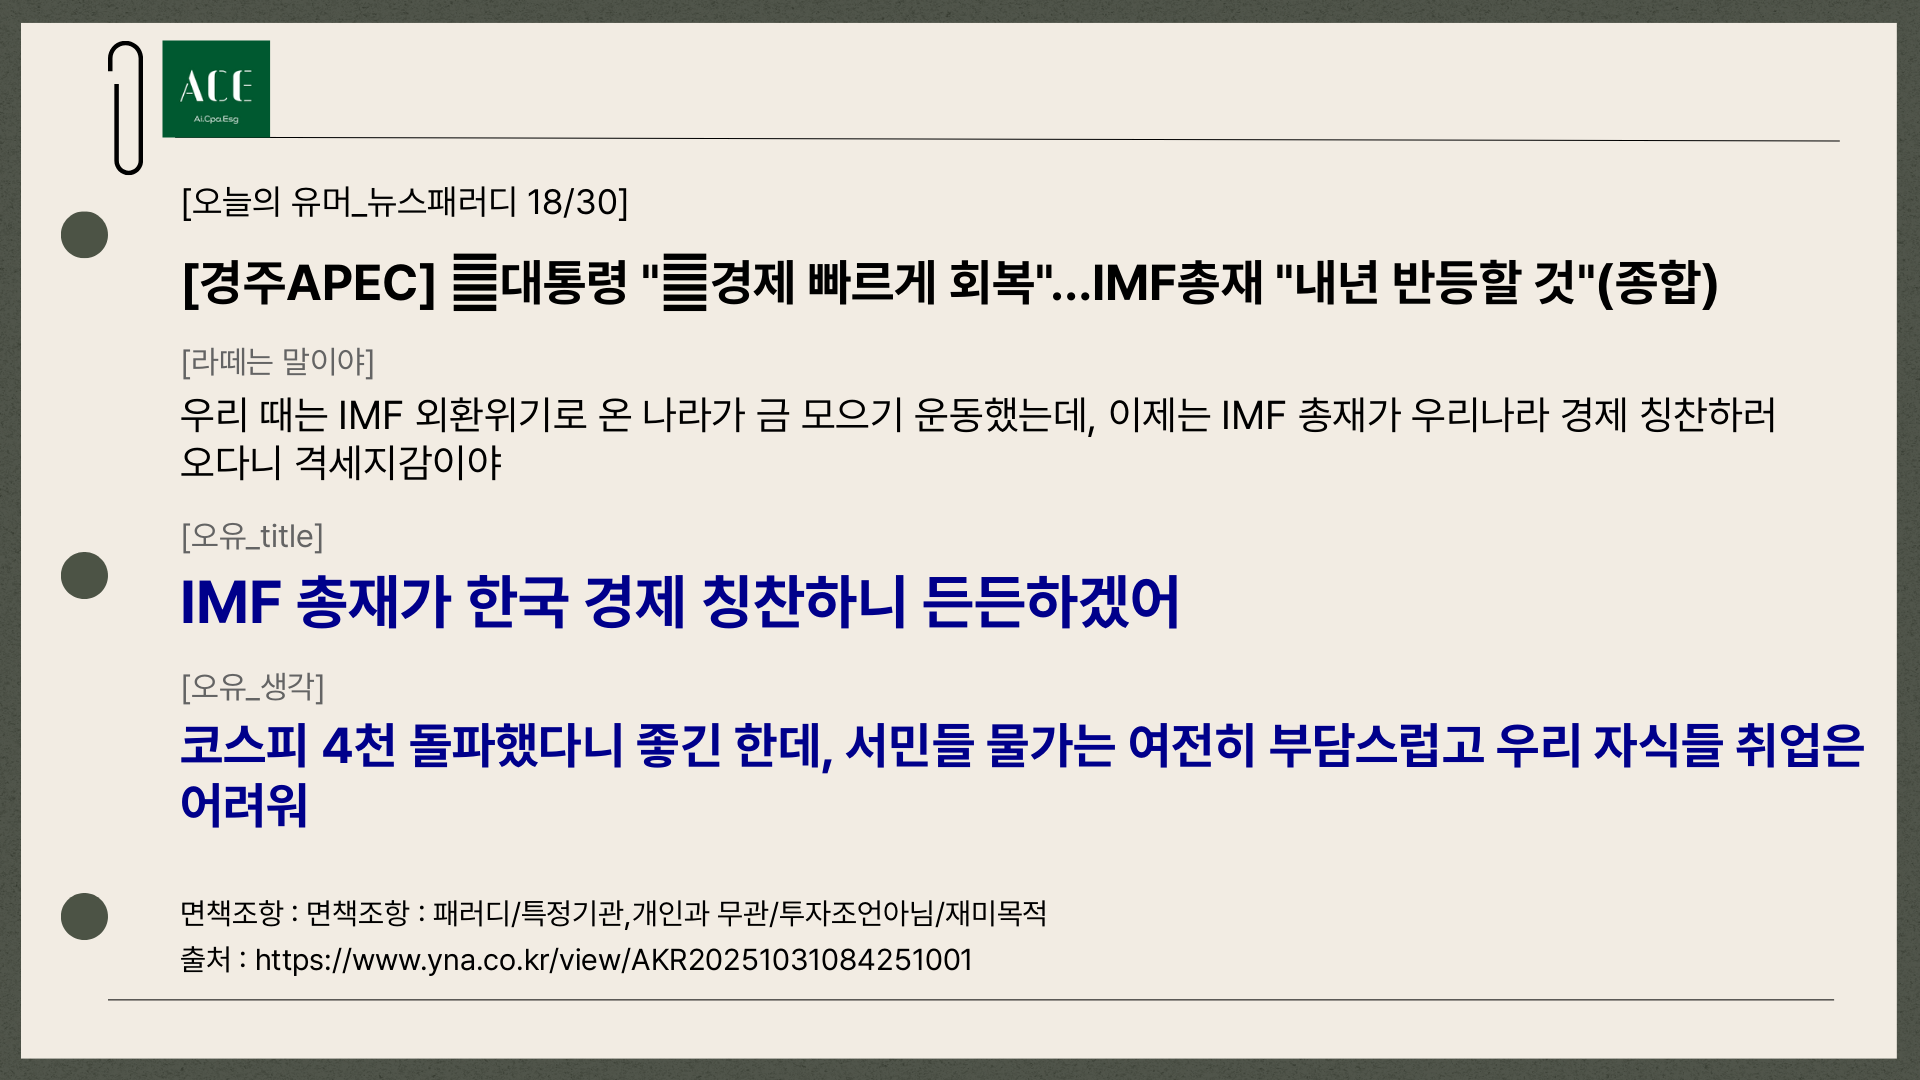 ACE
Ai.Cpa.Esg
[오늘의 유머_뉴스패러디 18/30]
[경주APEC] 대통령 "경제 빠르게 회복"...IMF총재 "내년 반등할 것"(종합)
[라떼는 말이야]
우리 때는 IMF 외환위기로 온 나라가 금 모으기 운동했는데, 이제는 IMF 총재가 우리나라 경제 칭찬하러
오다니 격세지감이야
[오유_title]
IMF 총재가 한국 경제 칭찬하니 든든하겠어
[오유_생각]
코스피 4천 돌파했다니 좋긴 한데, 서민들 물가는 여전히 부담스럽고 우리 자식들 취업은
어려워
면책조항 : 면책조항 : 패러디/특정기관,개인과 무관/투자조언아님/재미목적
출처 : https://www.yna.co.kr/view/AKR20251031084251001